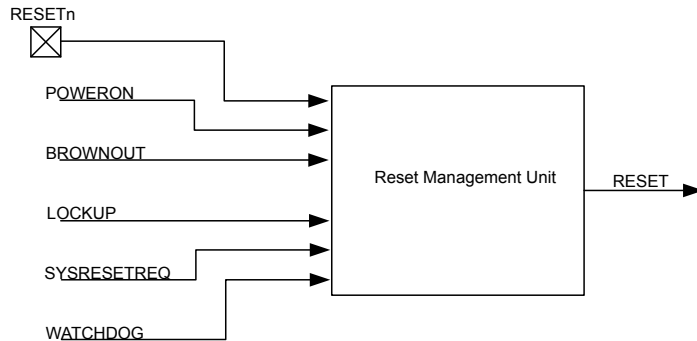 RESETn
POWERON
BROWNOUT
LOCKUP
SYSRESETREQ
WATCHDOG
Reset Management Unit
RESET